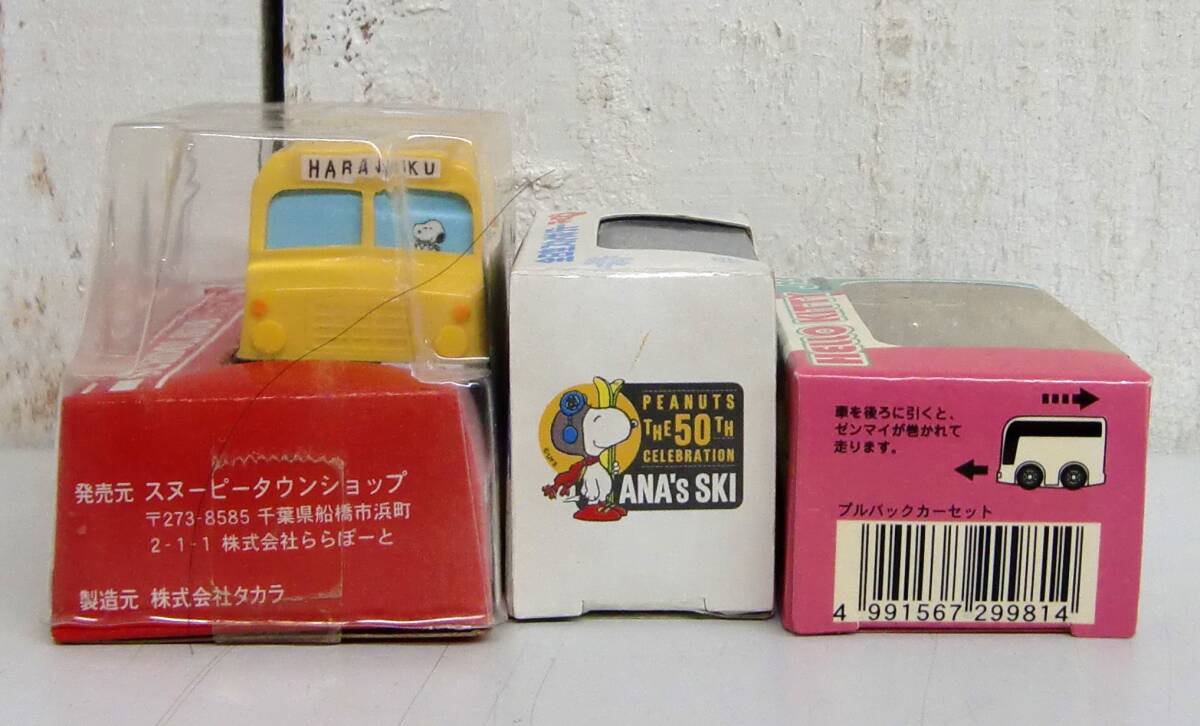 HARAJUKU
発売元 スヌーピータウンショップ
〒273-8585 千葉県船橋市浜町
2-1-1 株式会社ららぽーと
製造元 株式会社タカラ
PEANUTS
THE 50TH
CELEBRATION
ANA's SKI
HELLO KITTY
車を後ろに引くと、
ゼンマイが巻かれて
走ります。
プルバックカーセット
4 991567 299814